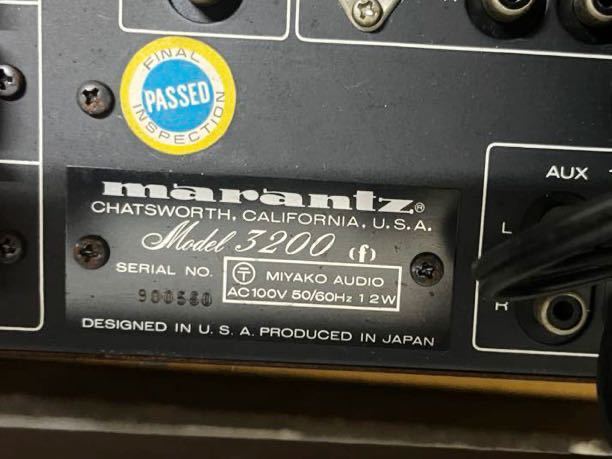 FINAL
PASSED
INSPECTION
AUX
marantz®
CHATSWORTH, CALIFORNIA, U.S.A.
L
Model 3200 (f)
SERIAL NO.
T MIYAKO AUDIO
900560
AC100V 50/60Hz 12W
R
DESIGNED IN U. S. A. PRODUCED IN JAPAN